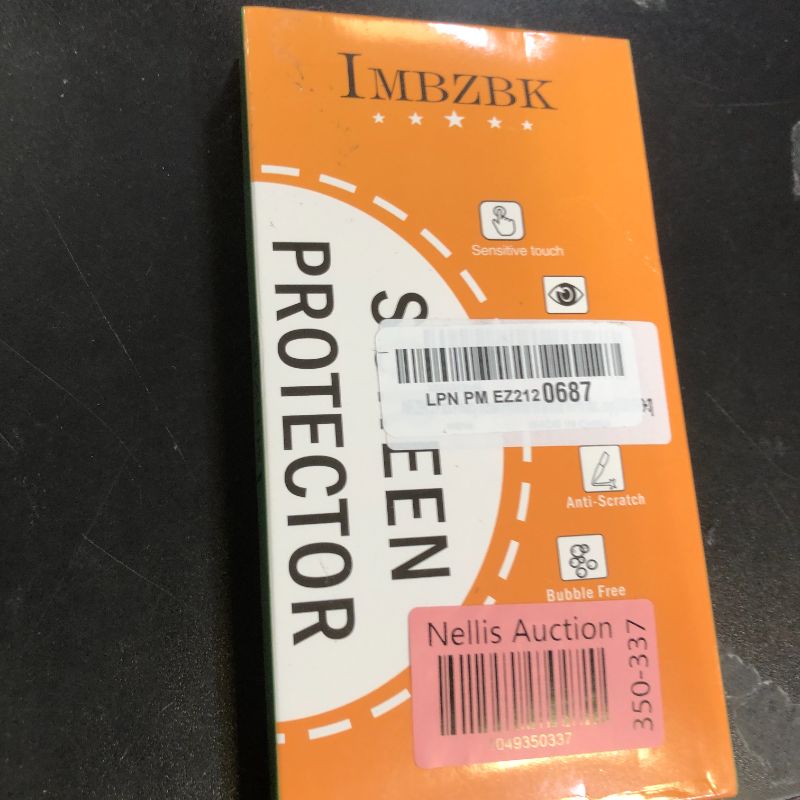 IMBZBK
Sensitive touch
SCREEN
PROTECTOR
LPN PM EZ212 0687
Anti-Scratch
Bubble Free
Nellis Auction
350-337
049350337